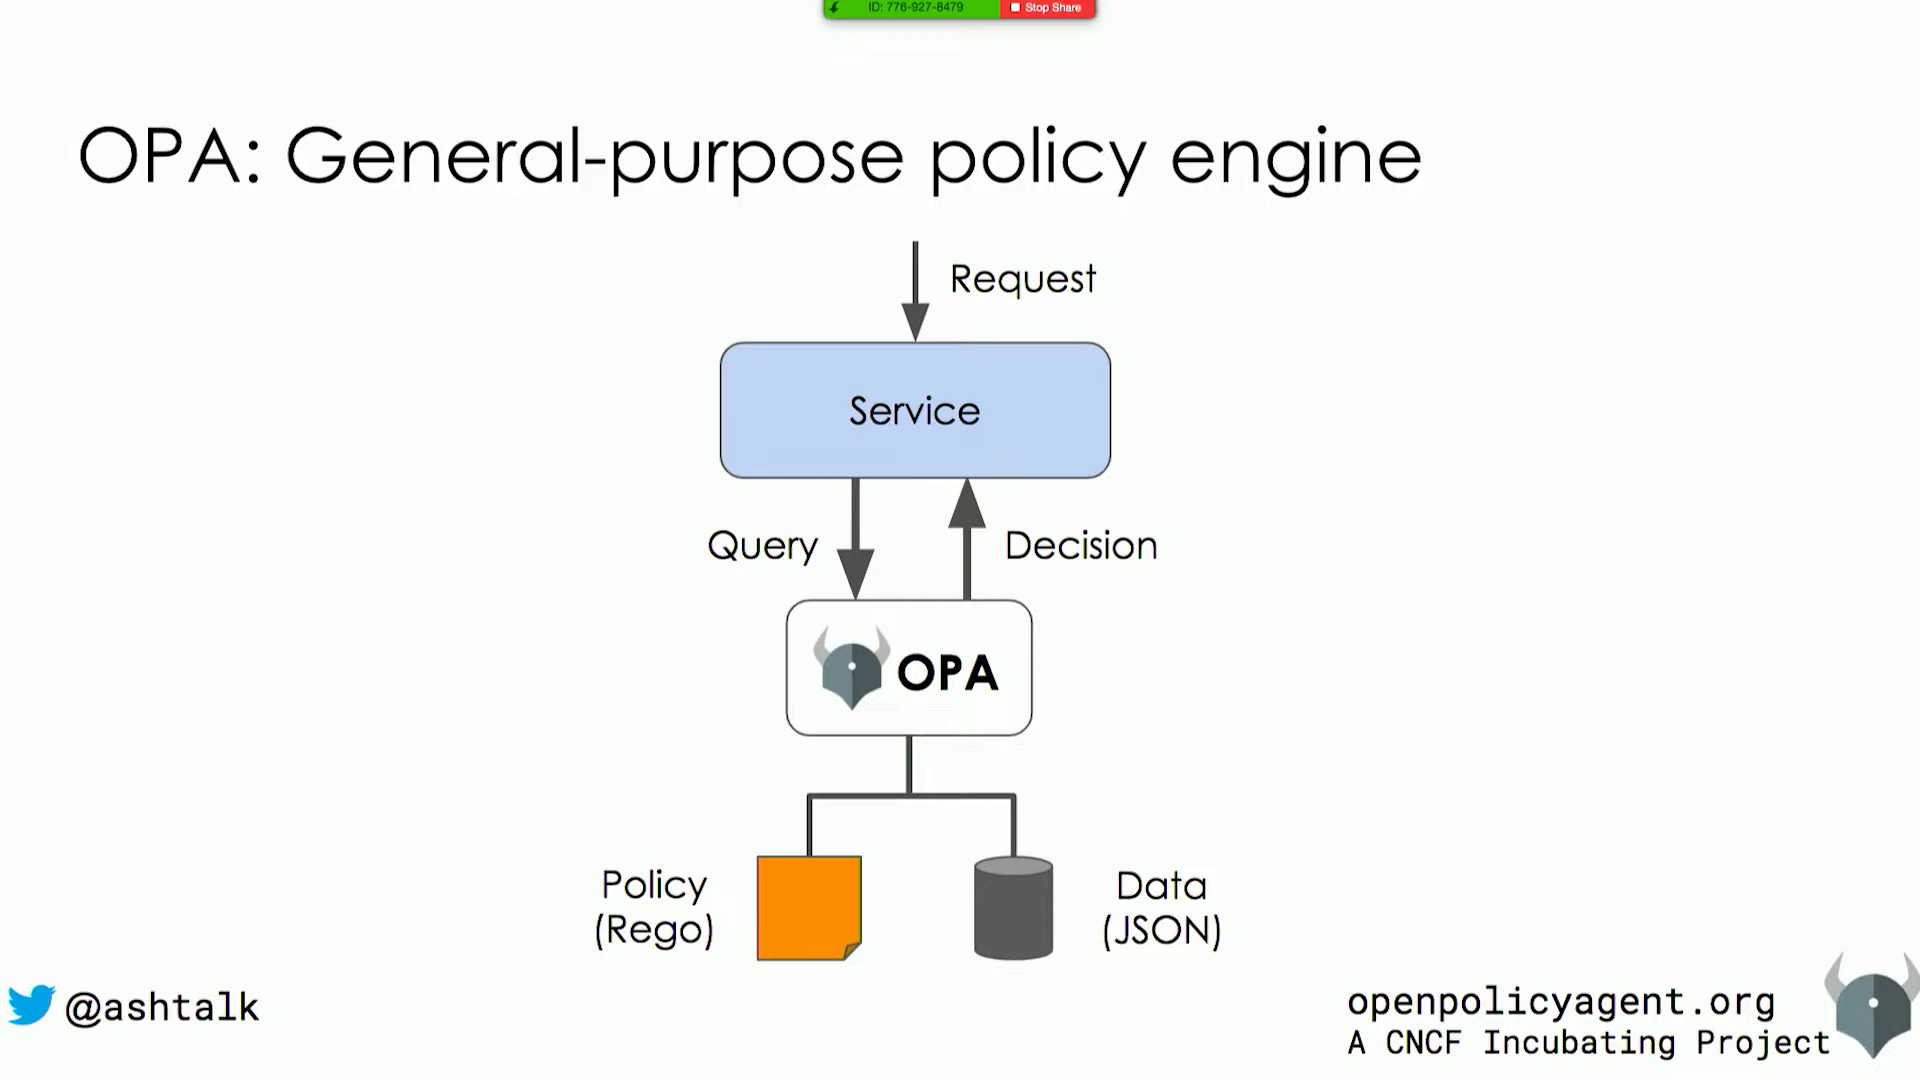 ID: 776-927-8479 Stop Share
OPA: General-purpose policy engine
Request
Service
Query
Decision
OPA
Policy
(Rego)
Data
(JSON)
@ashtalk
openpolicyagent.org
A CNCF Incubating Project